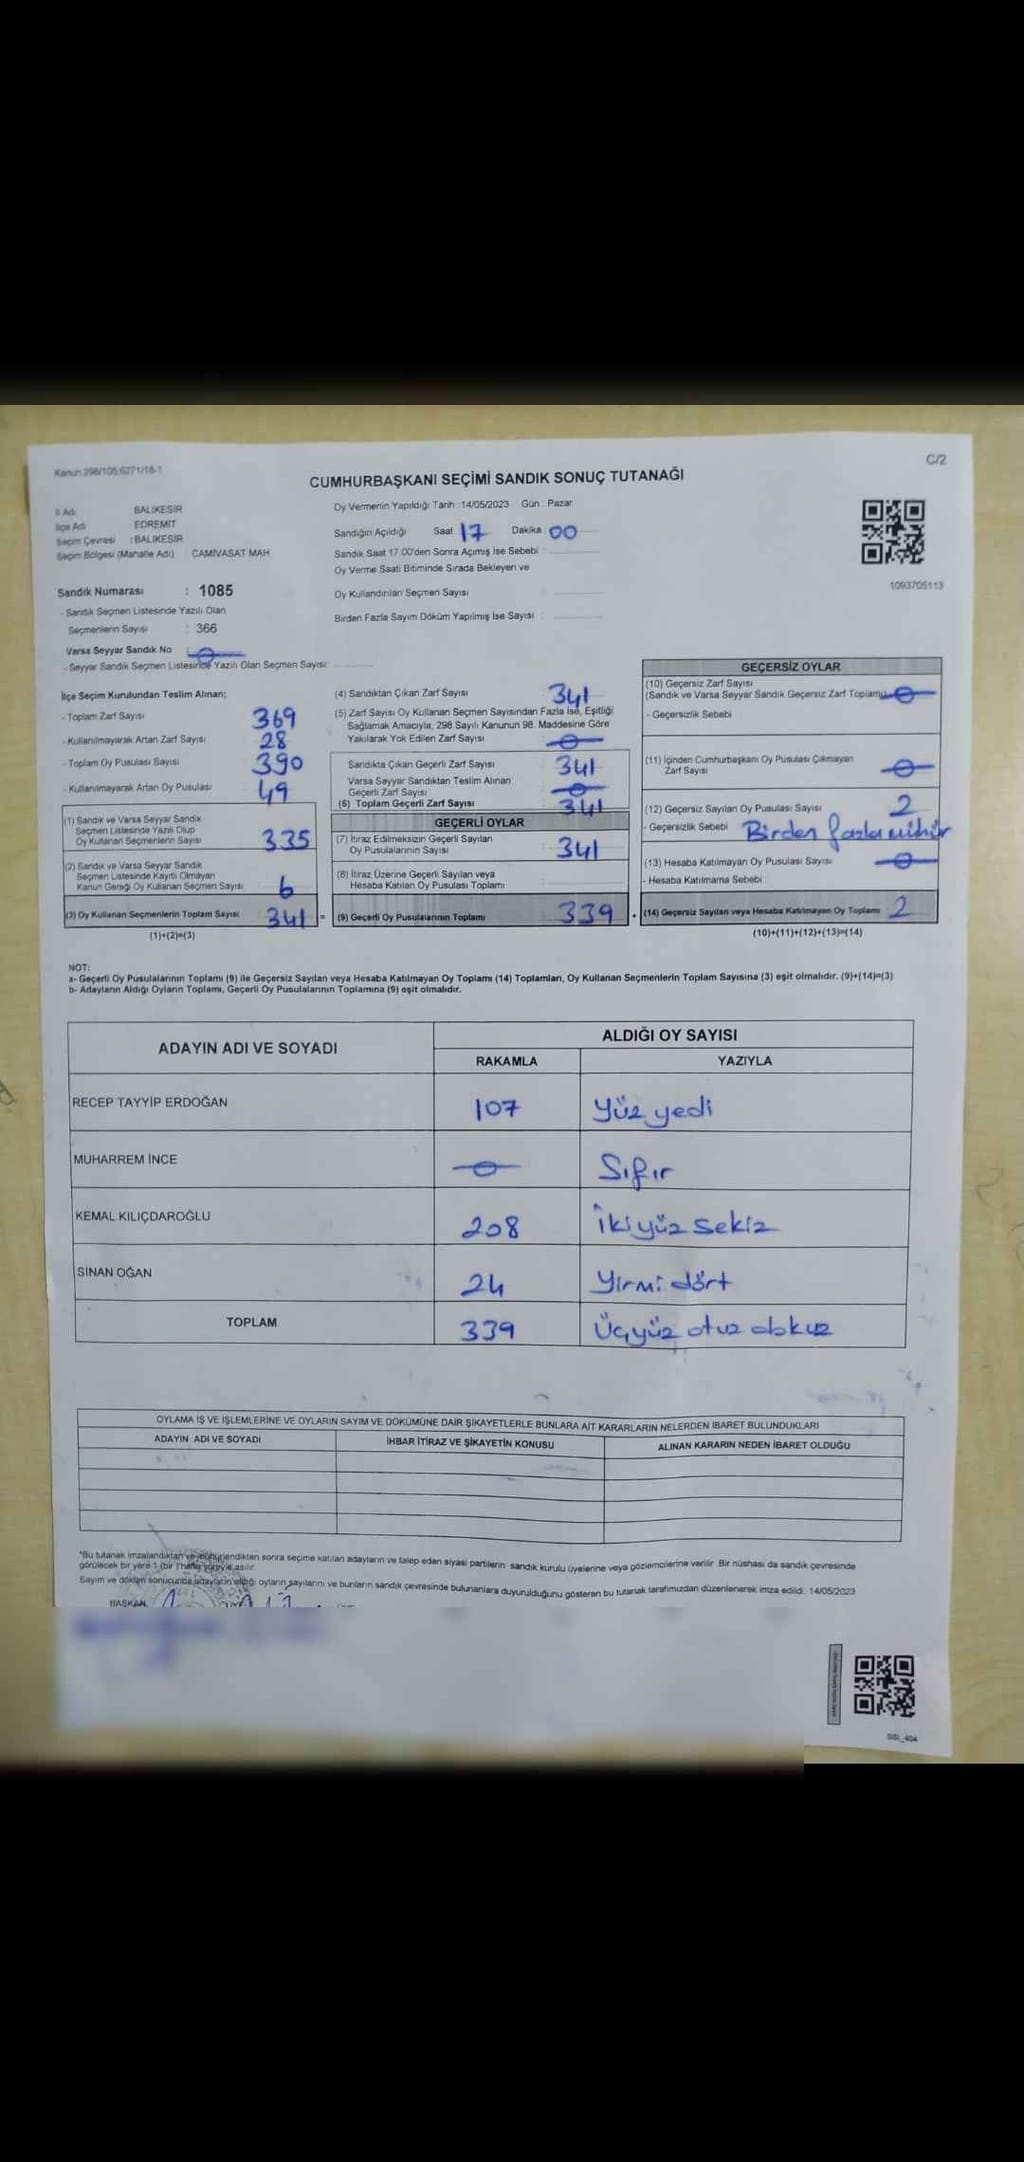 Kanun 298/105;6271/18-1
C/2
CUMHURBAŞKANI SEÇİMİ SANDIK SONUÇ TUTANAĞI
İl Adı BALIKESİR
İlçe Adı EDREMİT
Seçim Çevresi : BALIKESİR
Seçim Bölgesi (Mahalle Adı) CAMİVASAT MAH.
Oy Vermenin Yapıldığı Tarih : 14/05/2023 Gün : Pazar
Sandığın Açıldığı Saat 17 Dakika 00
Sandık Saat 17:00'den Sonra Açımış İse Sebebi :
Oy Verme Saati Bitiminde Sırada Bekleyen ve
Oy Kullandırılan Seçmen Sayısı
Birden Fazla Sayım Döküm Yapılmış İse Sayısı :
1093705113
Sandık Numarası : 1085
- Sandık Seçmen Listesinde Yazılı Olan
Seçmenlerin Sayısı : 366
Varsa Seyyar Sandık No : 0
- Seyyar Sandık Seçmen Listesinde Yazılı Olan Seçmen Sayısı:
İlçe Seçim Kurulundan Teslim Alınan;
- Toplam Zarf Sayısı 369
- Kullanılmayarak Artan Zarf Sayısı 28
- Toplam Oy Pusulası Sayısı 390
- Kullanılmayarak Artan Oy Pusulası 49
(1) Sandık ve Varsa Seyyar Sandık
Seçmen Listesinde Yazılı Olup
Oy Kullanan Seçmenlerin Sayısı 335
(2) Sandık ve Varsa Seyyar Sandık
Seçmen Listesinde Kayıtlı Olmayan
Kanun Gereği Oy Kullanan Seçmen Sayısı 6
(3) Oy Kullanan Seçmenlerin Toplam Sayısı 341 =
(1)+(2)=(3)
(4) Sandıktan Çıkan Zarf Sayısı 341
(5) Zarf Sayısı Oy Kullanan Seçmen Sayısından Fazla İse, Eşitliği
Sağlamak Amacıyla; 298 Sayılı Kanunun 98. Maddesine Göre
Yakılarak Yok Edilen Zarf Sayısı 0
Sandıkta Çıkan Geçerli Zarf Sayısı 341
Varsa Seyyar Sandıktan Teslim Alınan
Geçerli Zarf Sayısı 0
(6) Toplam Geçerli Zarf Sayısı 341
GEÇERLİ OYLAR
(7) İtiraz Edilmeksizin Geçerli Sayılan
Oy Pusulalarının Sayısı 341
(8) İtiraz Üzerine Geçerli Sayılan veya
Hesaba Katılan Oy Pusulası Toplamı
(9) Geçerli Oy Pusulalarının Toplamı 339 +
GEÇERSİZ OYLAR
(10) Geçersiz Zarf Sayısı
(Sandık ve Varsa Seyyar Sandık Geçersiz Zarf Toplamı) 0
- Geçersizlik Sebebi
(11) İçinden Cumhurbaşkanı Oy Pusulası Çıkmayan
Zarf Sayısı 0
(12) Geçersiz Sayılan Oy Pusulası Sayısı 2
- Geçersizlik Sebebi Birden fazla mühür
(13) Hesaba Katılmayan Oy Pusulası Sayısı 0
- Hesaba Katılmama Sebebi
(14) Geçersiz Sayılan veya Hesaba Katılmayan Oy Toplamı 2
(10)+(11)+(12)+(13)=(14)
NOT:
a- Geçerli Oy Pusulalarının Toplamı (9) ile Geçersiz Sayılan veya Hesaba Katılmayan Oy Toplamı (14) Toplamları, Oy Kullanan Seçmenlerin Toplam Sayısına (3) eşit olmalıdır. (9)+(14)=(3)
b- Adayların Aldığı Oyların Toplamı, Geçerli Oy Pusulalarının Toplamına (9) eşit olmalıdır.
ADAYIN ADI VE SOYADI
ALDIĞI OY SAYISI
RAKAMLA YAZIYLA
RECEP TAYYİP ERDOĞAN 107 Yüz yedi
MUHARREM İNCE 0 Sıfır
KEMAL KILIÇDAROĞLU 208 İkiyüz sekiz
SİNAN OĞAN 24 Yirmi dört
TOPLAM 339 Üçyüz otuz dokuz
OYLAMA İŞ VE İŞLEMLERİNE VE OYLARIN SAYIM VE DÖKÜMÜNE DAİR ŞİKAYETLERLE BUNLARA AİT KARARLARIN NELERDEN İBARET BULUNDUKLARI
ADAYIN ADI VE SOYADI İHBAR İTİRAZ VE ŞİKAYETİN KONUSU ALINAN KARARIN NEDEN İBARET OLDUĞU
*Bu tutanak imzalandıktan ve mühürlendikten sonra seçime katılan adayların ve talep eden siyasi partilerin sandık kurulu üyelerine veya gözlemcilerine verilir. Bir nüshası da sandık çevresinde
görülecek bir yere 1 (bir) hafta süreyle asılır.
Sayım ve döküm sonucunda adayların aldığı oyların sayılarını ve bunların sandık çevresinde bulunanlara duyurulduğunu gösteren bu tutanak tarafımızdan düzenlenerek imza edildi. 14/05/2023
BAŞKAN